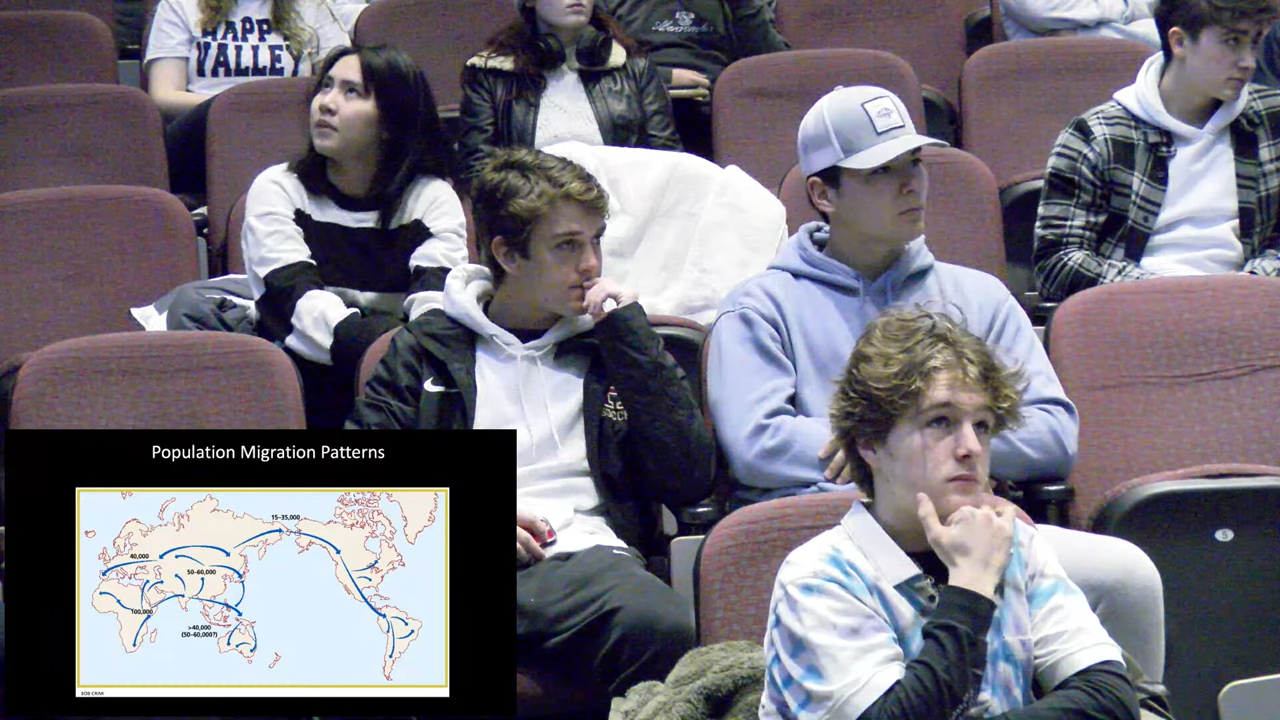 HAPP
VALLEY
SOCCE
5
Population Migration Patterns
15–35,000
40,000
50–60,000
100,000
>40,000
(50–60,000?)